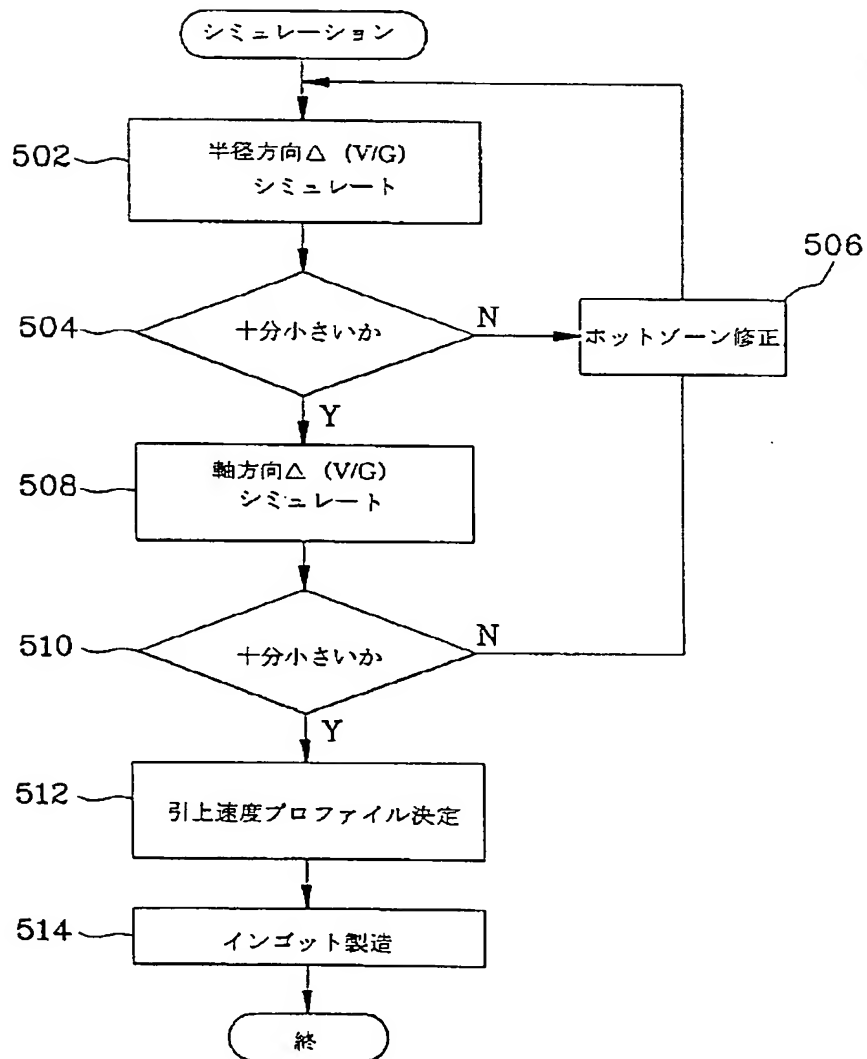 シミュレーション
502
半径方向△ (V/G)
シミュレート
504
十分小さいか
N
506
ホットゾーン修正
Y
508
軸方向△ (V/G)
シミュレート
510
十分小さいか
N
Y
512
引上速度プロファイル決定
514
インゴット製造
終